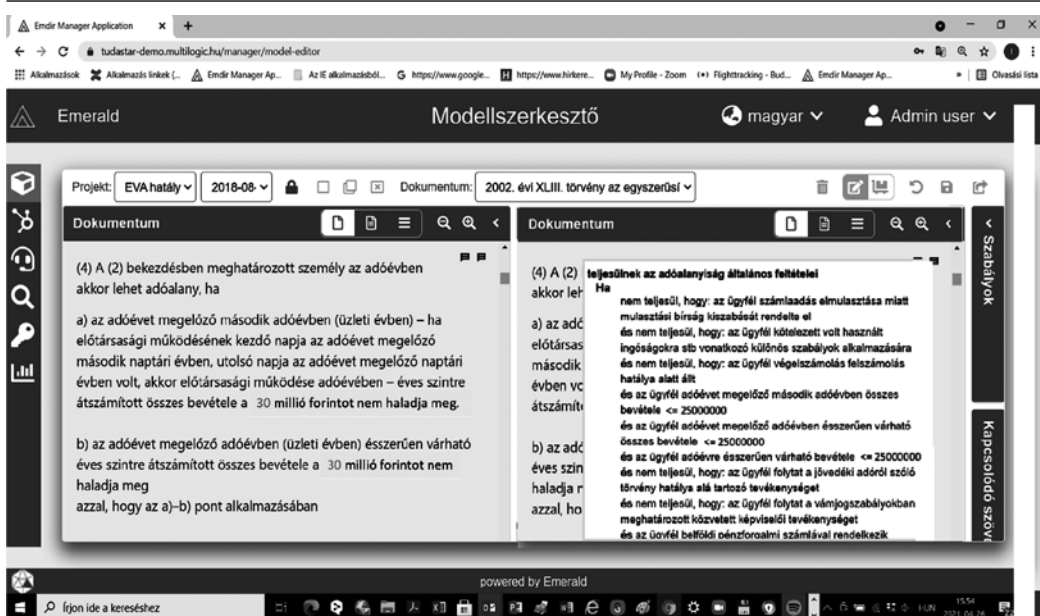 Emdir Manager Application
tudastar-demo.multilogic.hu/manager/model-editor
Alkalmazások Alkalmazás linkek (... Emdir Manager Ap... Az IÉ alkalmazásból... https://www.google... https://www.hirkere... My Profile - Zoom Flighttracking - Bud... Emdir Manager Ap... » Olvasási lista
Emerald Modellszerkesztő magyar Admin user
Projekt: EVA hatály 2018-08- Dokumentum: 2002. évi XLIII. törvény az egyszerűsí
Dokumentum
(4) A (2) bekezdésben meghatározott személy az adóévben
akkor lehet adóalany, ha
a) az adóévet megelőző második adóévben (üzleti évben) – ha
előtársasági működésének kezdő napja az adóévet megelőző
második naptári évben, utolsó napja az adóévet megelőző naptári
évben volt, akkor előtársasági működése adóévében – éves szintre
átszámított összes bevétele a 30 millió forintot nem haladja meg.
b) az adóévet megelőző adóévben (üzleti évben) ésszerűen várható
éves szintre átszámított összes bevétele a 30 millió forintot nem
haladja meg
azzal, hogy az a)–b) pont alkalmazásában
Dokumentum
(4) A (2)
akkor leh
a) az adó
előtársas
második
évben vo
átszámít
b) az adó
éves szin
haladja n
azzal, ho
teljesülnek az adóalanyiság általános feltételei
Ha
nem teljesül, hogy: az ügyfél számlaadás elmulasztása miatt
mulasztási bírság kiszabását rendelte el
és nem teljesül, hogy: az ügyfél kötelezett volt használt
ingóságokra stb vonatkozó különös szabályok alkalmazására
és nem teljesül, hogy: az ügyfél végelszámolás felszámolás
hatálya alatt állt
és az ügyfél adóévet megelőző második adóévben összes
bevétele <= 25000000
és az ügyfél adóévet megelőző adóévben ésszerűen várható
összes bevétele <= 25000000
és az ügyfél adóévre ésszerűen várható bevétele <= 25000000
és nem teljesül, hogy: az ügyfél folytat a jövedéki adóról szóló
törvény hatálya alá tartozó tevékenységet
és nem teljesül, hogy: az ügyfél folytat a vámjogszabályokban
meghatározott közvetett képviselői tevékenységet
és az ügyfél belföldi pénzforgalmi számlával rendelkezik
Szabályok
Kapcsolódó szöve
powered by Emerald
Írjon ide a kereséshez
HUN
15:54
2021. 04. 26.